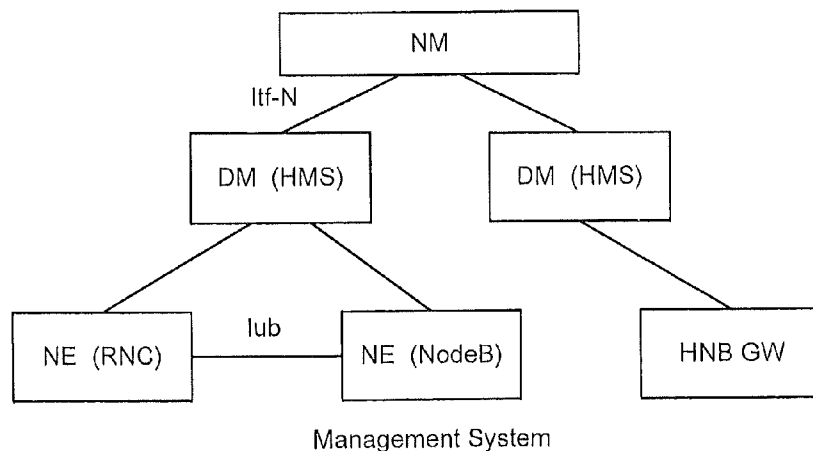 NM
Itf-N
DM (HMS)
DM (HMS)
NE (RNC)
Iub
NE (NodeB)
HNB GW
Management System